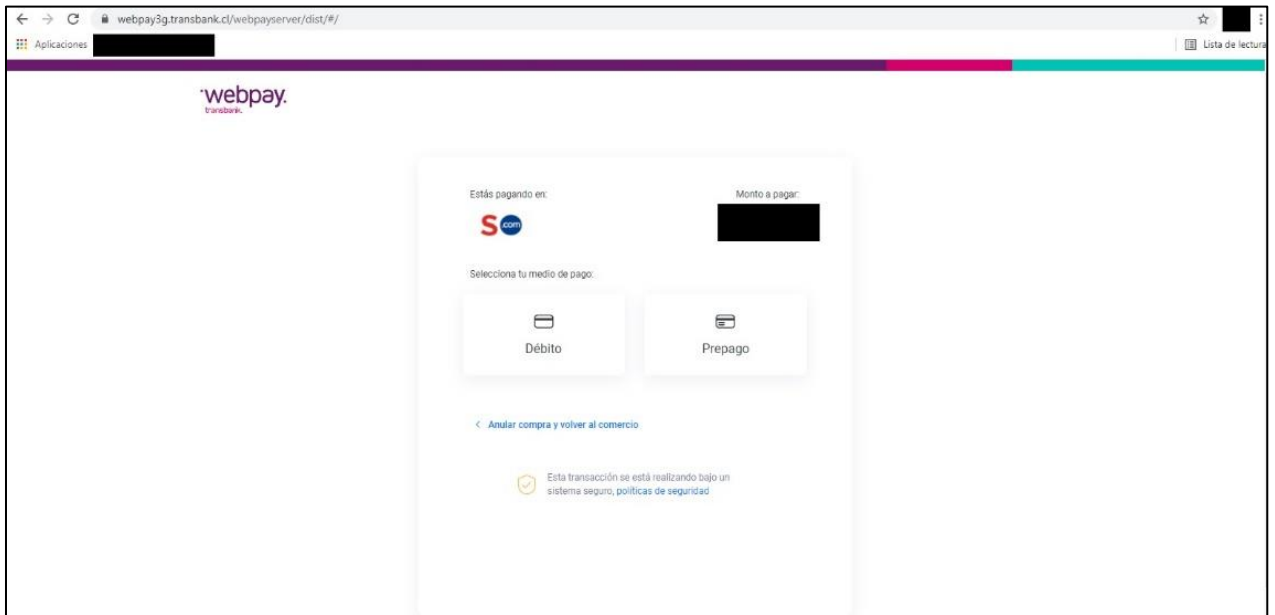 webpay3g.transbank.cl/webpayserver/dist/#/
Aplicaciones
Lista de lectura
webpay.
transbank.
Estás pagando en:
Monto a pagar:
S com
Selecciona tu medio de pago:
Débito
Prepago
< Anular compra y volver al comercio
Esta transacción se está realizando bajo un
sistema seguro, políticas de seguridad